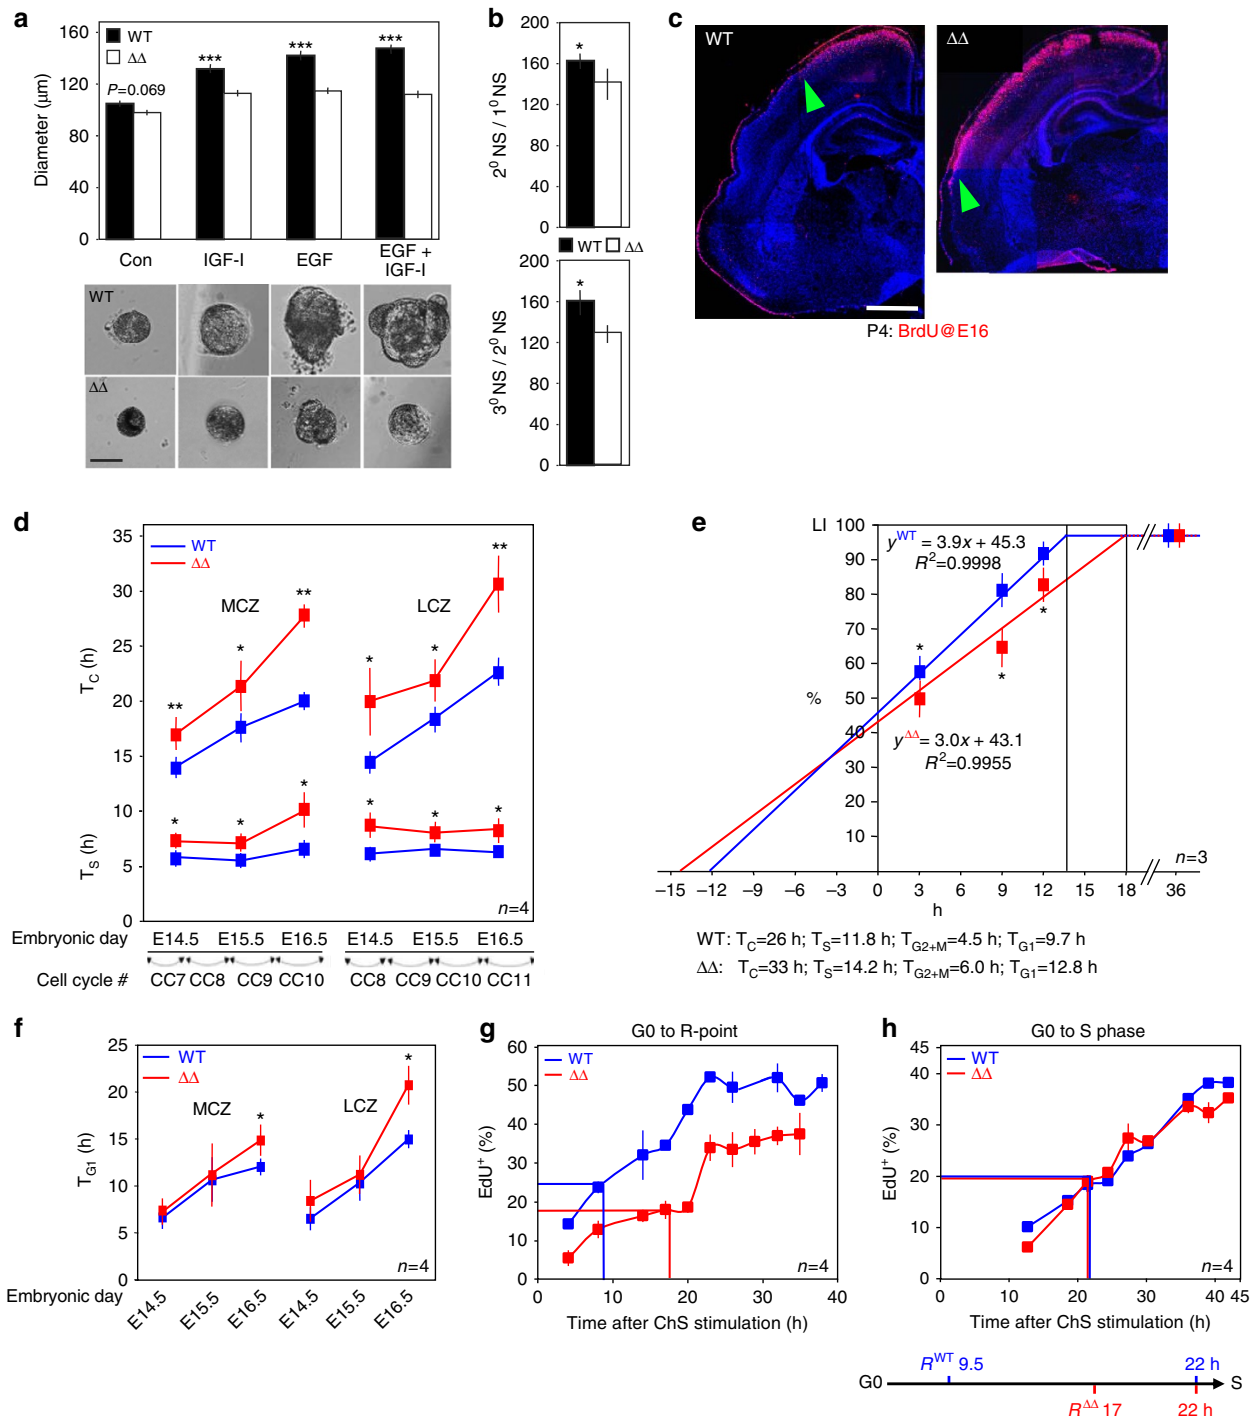 a
WT
ΔΔ
160
120
80
40
0
Diameter (μm)
P=0.069
***
***
***
Con
IGF-I
EGF
EGF +
IGF-I
WT
ΔΔ
b
200
160
120
80
40
0
2⁰ NS / 1⁰ NS
*
WT ΔΔ
200
160
120
80
40
0
3⁰ NS / 2⁰ NS
*
c
WT
ΔΔ
P4: BrdU@E16
d
WT
ΔΔ
35
30
25
20
15
10
5
0
T_C (h)
T_S (h)
MCZ
LCZ
**
*
**
*
*
**
*
*
*
*
*
*
n=4
Embryonic day E14.5 E15.5 E16.5 E14.5 E15.5 E16.5
Cell cycle # CC7 CC8 CC9 CC10 CC8 CC9 CC10 CC11
e
LI
100
90
80
70
60
50
40
30
20
10
%
y^WT = 3.9x + 45.3
R²=0.9998
*
*
*
y^ΔΔ = 3.0x + 43.1
R²=0.9955
n=3
−15 −12 −9 −6 −3 0 3 6 9 12 15 18 36
h
WT: T_C=26 h; T_S=11.8 h; T_G2+M=4.5 h; T_G1=9.7 h
ΔΔ: T_C=33 h; T_S=14.2 h; T_G2+M=6.0 h; T_G1=12.8 h
f
WT
ΔΔ
25
20
15
10
5
0
T_G1 (h)
MCZ
LCZ
*
*
n=4
Embryonic day
E14.5 E15.5 E16.5 E14.5 E15.5 E16.5
g
G0 to R-point
WT
ΔΔ
60
50
40
30
20
10
0
EdU⁺ (%)
n=4
0 10 20 30 40
Time after ChS stimulation (h)
h
G0 to S phase
WT
ΔΔ
45
40
30
20
10
0
EdU⁺ (%)
n=4
0 10 20 30 40 45
Time after ChS stimulation (h)
R^WT 9.5
22 h
G0
S
R^ΔΔ 17
22 h